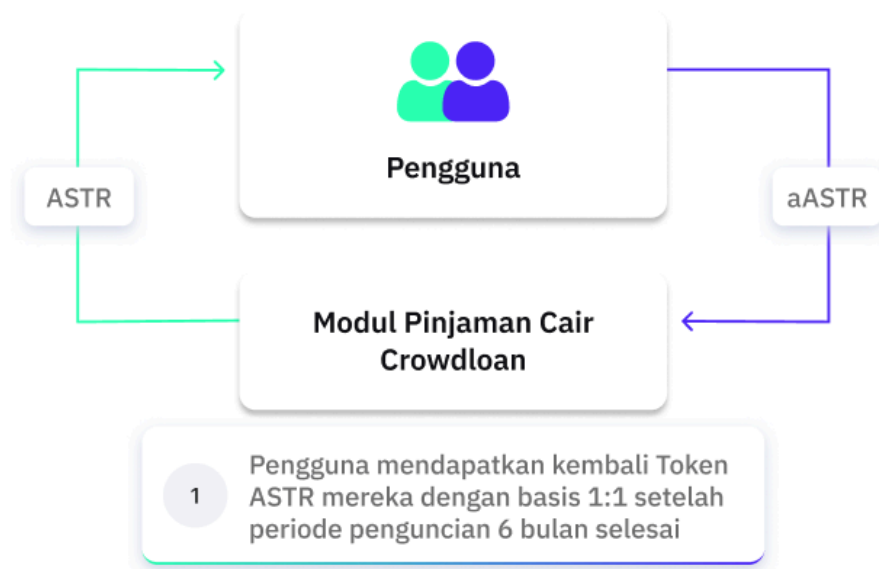 Pengguna
ASTR
aASTR
Modul Pinjaman Cair
Crowdloan
1
Pengguna mendapatkan kembali Token
ASTR mereka dengan basis 1:1 setelah
periode penguncian 6 bulan selesai